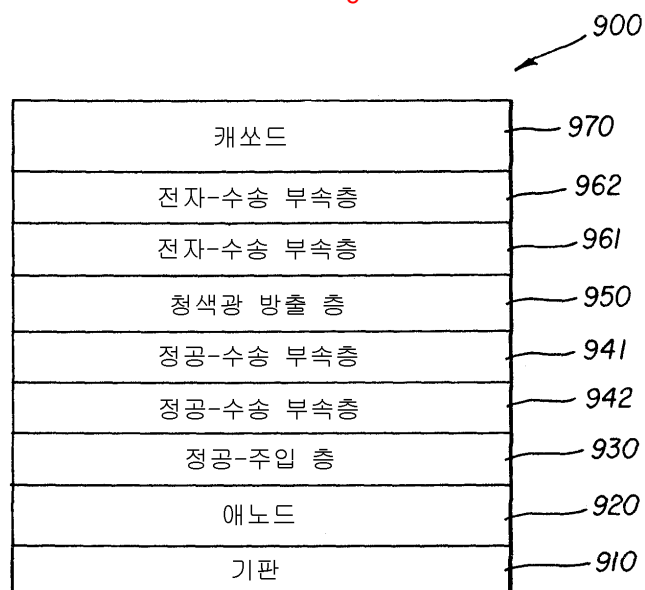 900
캐쏘드 970
전자-수송 부속층 962
전자-수송 부속층 961
청색광 방출 층 950
정공-수송 부속층 941
정공-수송 부속층 942
정공-주입 층 930
애노드 920
기판 910